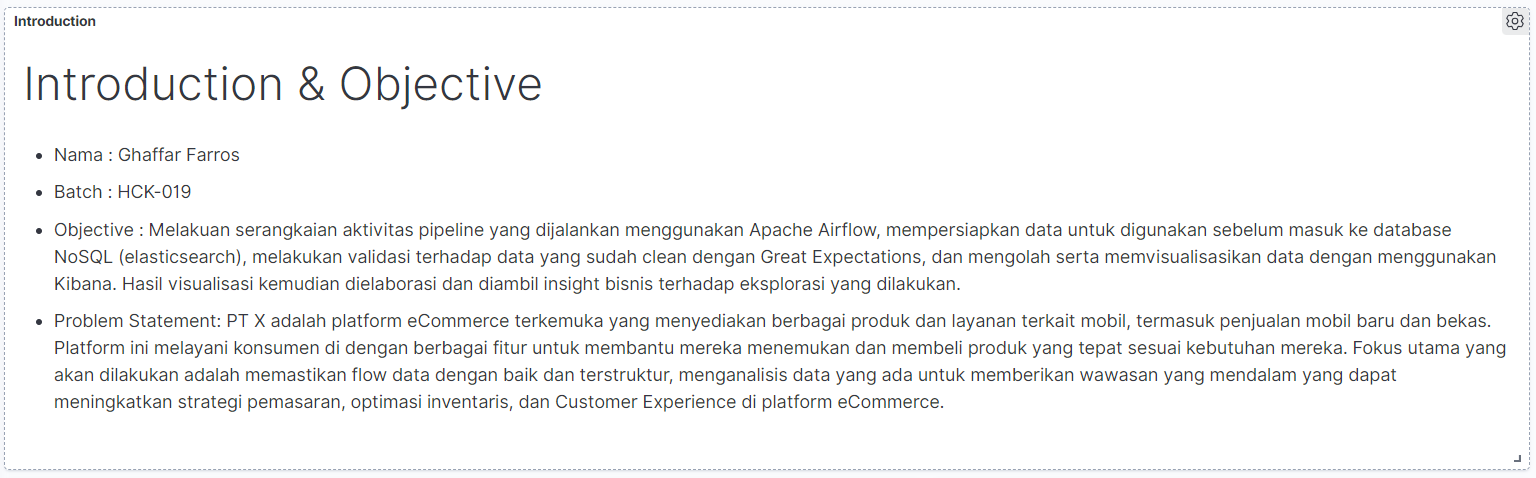 Introduction
Introduction & Objective
• Nama : Ghaffar Farros
• Batch : HCK-019
• Objective : Melakuan serangkaian aktivitas pipeline yang dijalankan menggunakan Apache Airflow, mempersiapkan data untuk digunakan sebelum masuk ke database
NoSQL (elasticsearch), melakukan validasi terhadap data yang sudah clean dengan Great Expectations, dan mengolah serta memvisualisasikan data dengan menggunakan
Kibana. Hasil visualisasi kemudian dielaborasi dan diambil insight bisnis terhadap eksplorasi yang dilakukan.
• Problem Statement: PT X adalah platform eCommerce terkemuka yang menyediakan berbagai produk dan layanan terkait mobil, termasuk penjualan mobil baru dan bekas.
Platform ini melayani konsumen di dengan berbagai fitur untuk membantu mereka menemukan dan membeli produk yang tepat sesuai kebutuhan mereka. Fokus utama yang
akan dilakukan adalah memastikan flow data dengan baik dan terstruktur, menganalisis data yang ada untuk memberikan wawasan yang mendalam yang dapat
meningkatkan strategi pemasaran, optimasi inventaris, dan Customer Experience di platform eCommerce.